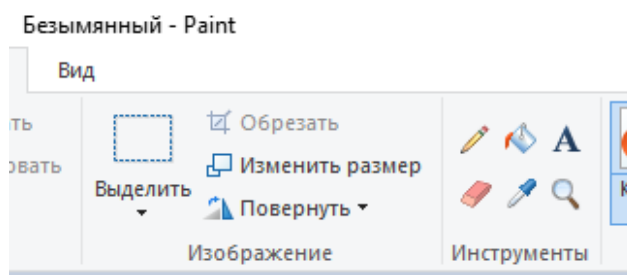 Безымянный - Paint
Вид
Обрезать
Изменить размер
Выделить
Повернуть
Изображение
A
Инструменты